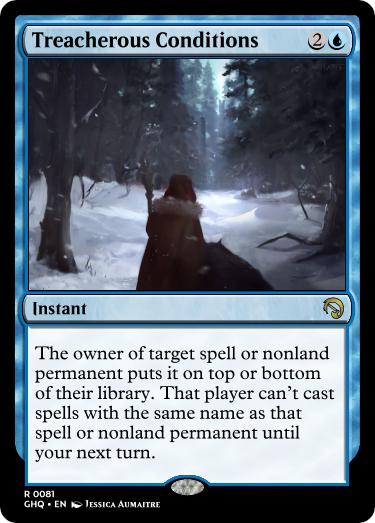 Treacherous Conditions 2
Instant
The owner of target spell or nonland
permanent puts it on top or bottom
of their library. That player can't cast
spells with the same name as that
spell or nonland permanent until
your next turn.
R 0081
GHQ • EN Jessica Aumaitre